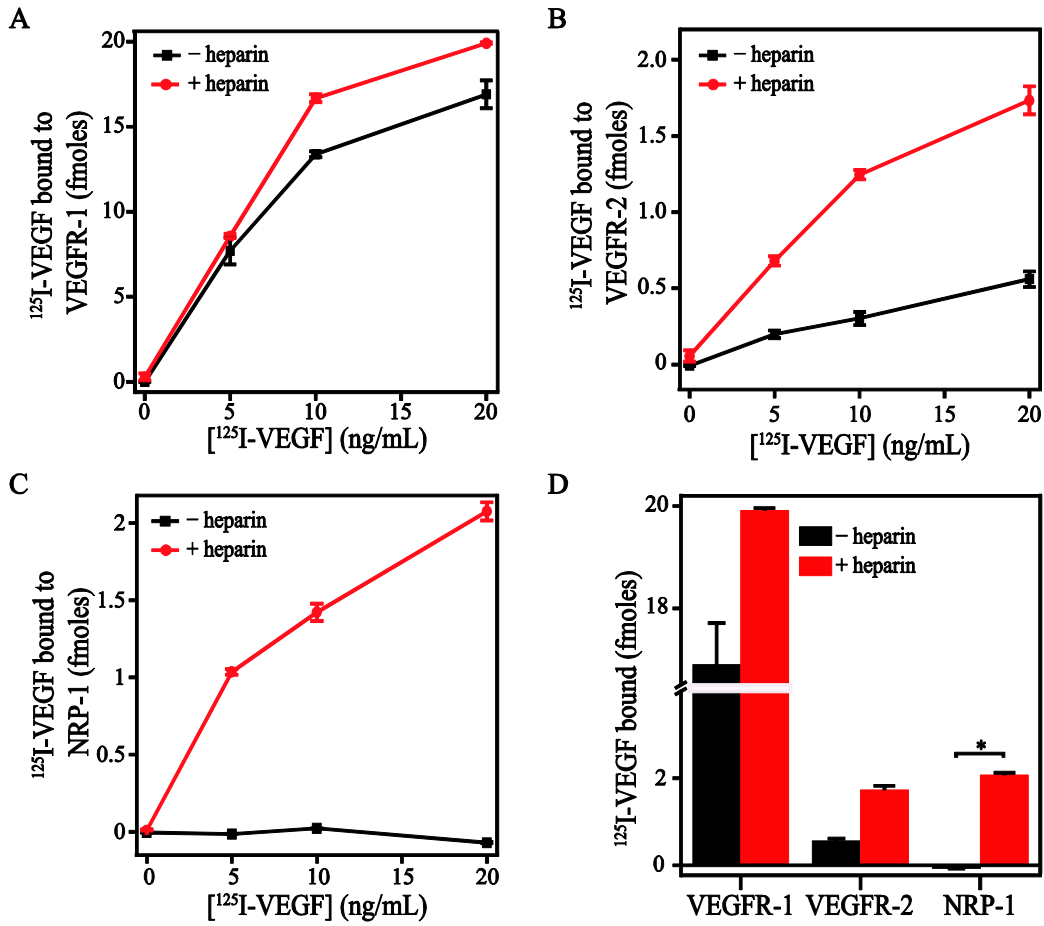 A
¹²⁵I-VEGF bound to
VEGFR-1 (fmoles)
20
15
10
5
0
– heparin
+ heparin
0 5 10 15 20
[¹²⁵I-VEGF] (ng/mL)
B
¹²⁵I-VEGF bound to
VEGFR-2 (fmoles)
2.0
1.5
1.0
0.5
0
– heparin
+ heparin
0 5 10 15 20
[¹²⁵I-VEGF] (ng/mL)
C
¹²⁵I-VEGF bound to
NRP-1 (fmoles)
2
1.5
1
0.5
0
– heparin
+ heparin
0 5 10 15 20
[¹²⁵I-VEGF] (ng/mL)
D
¹²⁵I-VEGF bound (fmoles)
20
18
2
0
– heparin
+ heparin
*
VEGFR-1 VEGFR-2 NRP-1